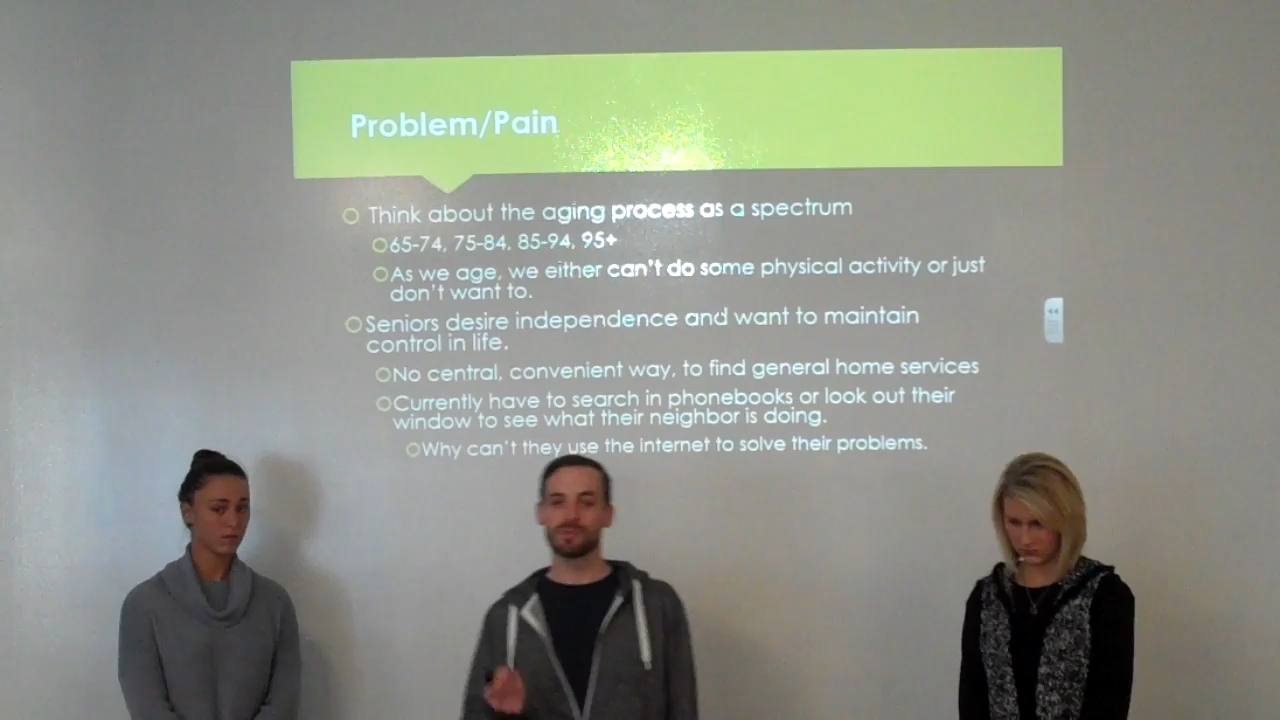 Problem/Pain
Think about the aging process as a spectrum
65-74, 75-84, 85-94, 95+
As we age, we either can't do some physical activity or just
don't want to.
Seniors desire independence and want to maintain
control in life.
No central, convenient way, to find general home services
Currently have to search in phonebooks or look out their
window to see what their neighbor is doing.
Why can't they use the internet to solve their problems.